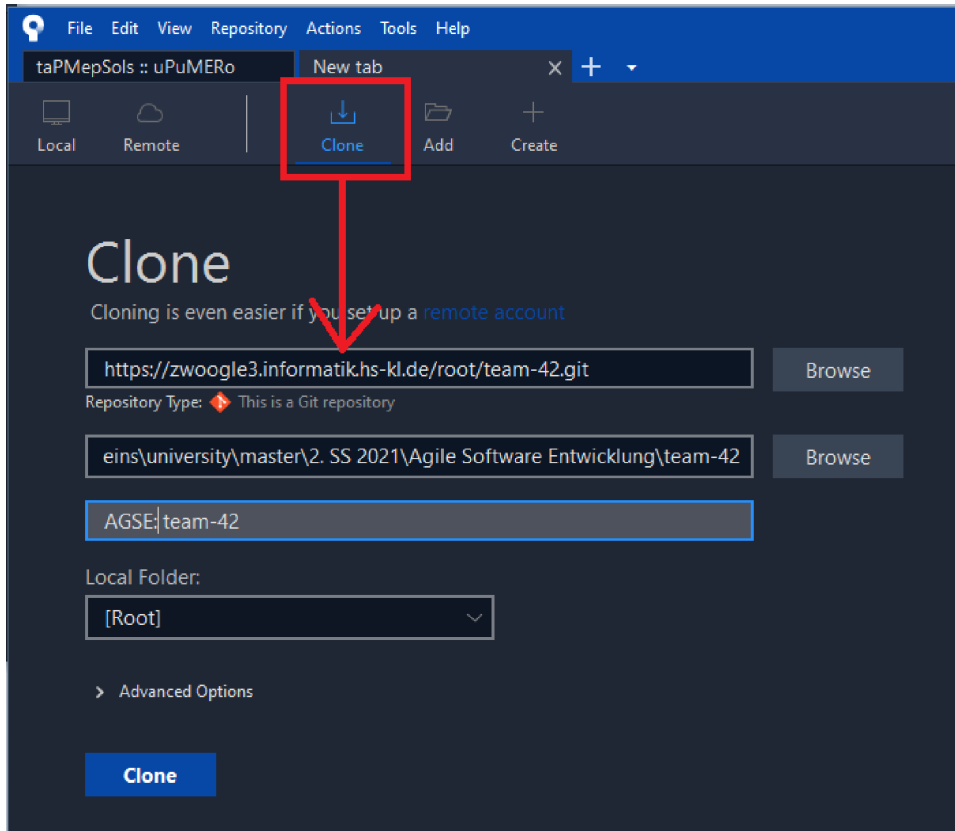 File Edit View Repository Actions Tools Help
taPMepSols :: uPuMERo New tab
Local Remote Clone Add Create
Clone
Cloning is even easier if you set up a remote account
https://zwoogle3.informatik.hs-kl.de/root/team-42.git Browse
Repository Type: This is a Git repository
eins\university\master\2. SS 2021\Agile Software Entwicklung\team-42 Browse
AGSE: team-42
Local Folder:
[Root]
Advanced Options
Clone